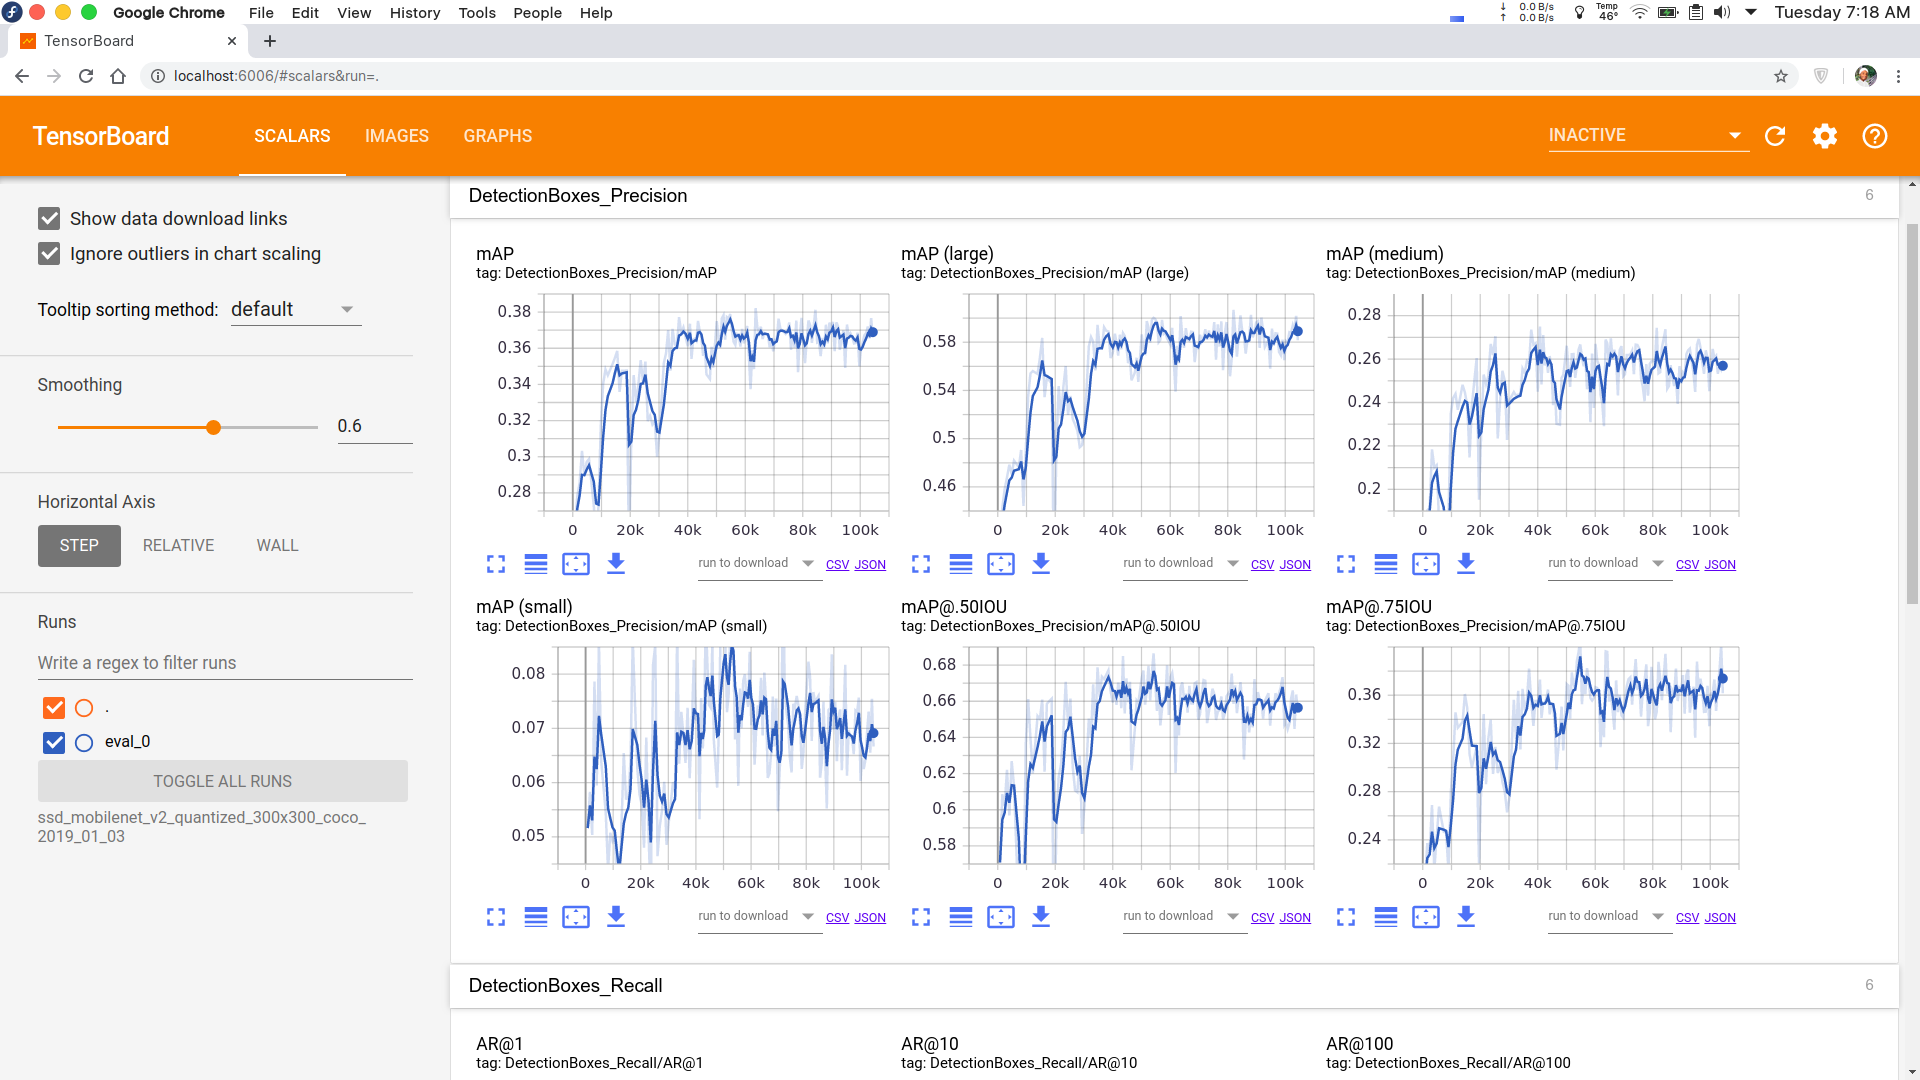 Google Chrome File Edit View History Tools People Help
↓ 0.0 B/s
↑ 0.0 B/s
Temp
46°
Tuesday 7:18 AM
TensorBoard
localhost:6006/#scalars&run=.
TensorBoard
SCALARS IMAGES GRAPHS
INACTIVE
Show data download links
Ignore outliers in chart scaling
Tooltip sorting method: default
Smoothing
0.6
Horizontal Axis
STEP RELATIVE WALL
Runs
Write a regex to filter runs
.
eval_0
TOGGLE ALL RUNS
ssd_mobilenet_v2_quantized_300x300_coco_
2019_01_03
DetectionBoxes_Precision 6
mAP
tag: DetectionBoxes_Precision/mAP
0.38
0.36
0.34
0.32
0.3
0.28
0 20k 40k 60k 80k 100k
run to download CSV JSON
mAP (large)
tag: DetectionBoxes_Precision/mAP (large)
0.58
0.54
0.5
0.46
0 20k 40k 60k 80k 100k
run to download CSV JSON
mAP (medium)
tag: DetectionBoxes_Precision/mAP (medium)
0.28
0.26
0.24
0.22
0.2
0 20k 40k 60k 80k 100k
run to download CSV JSON
mAP (small)
tag: DetectionBoxes_Precision/mAP (small)
0.08
0.07
0.06
0.05
0 20k 40k 60k 80k 100k
run to download CSV JSON
mAP@.50IOU
tag: DetectionBoxes_Precision/mAP@.50IOU
0.68
0.66
0.64
0.62
0.6
0.58
0 20k 40k 60k 80k 100k
run to download CSV JSON
mAP@.75IOU
tag: DetectionBoxes_Precision/mAP@.75IOU
0.36
0.32
0.28
0.24
0 20k 40k 60k 80k 100k
run to download CSV JSON
DetectionBoxes_Recall 6
AR@1
tag: DetectionBoxes_Recall/AR@1
AR@10
tag: DetectionBoxes_Recall/AR@10
AR@100
tag: DetectionBoxes_Recall/AR@100